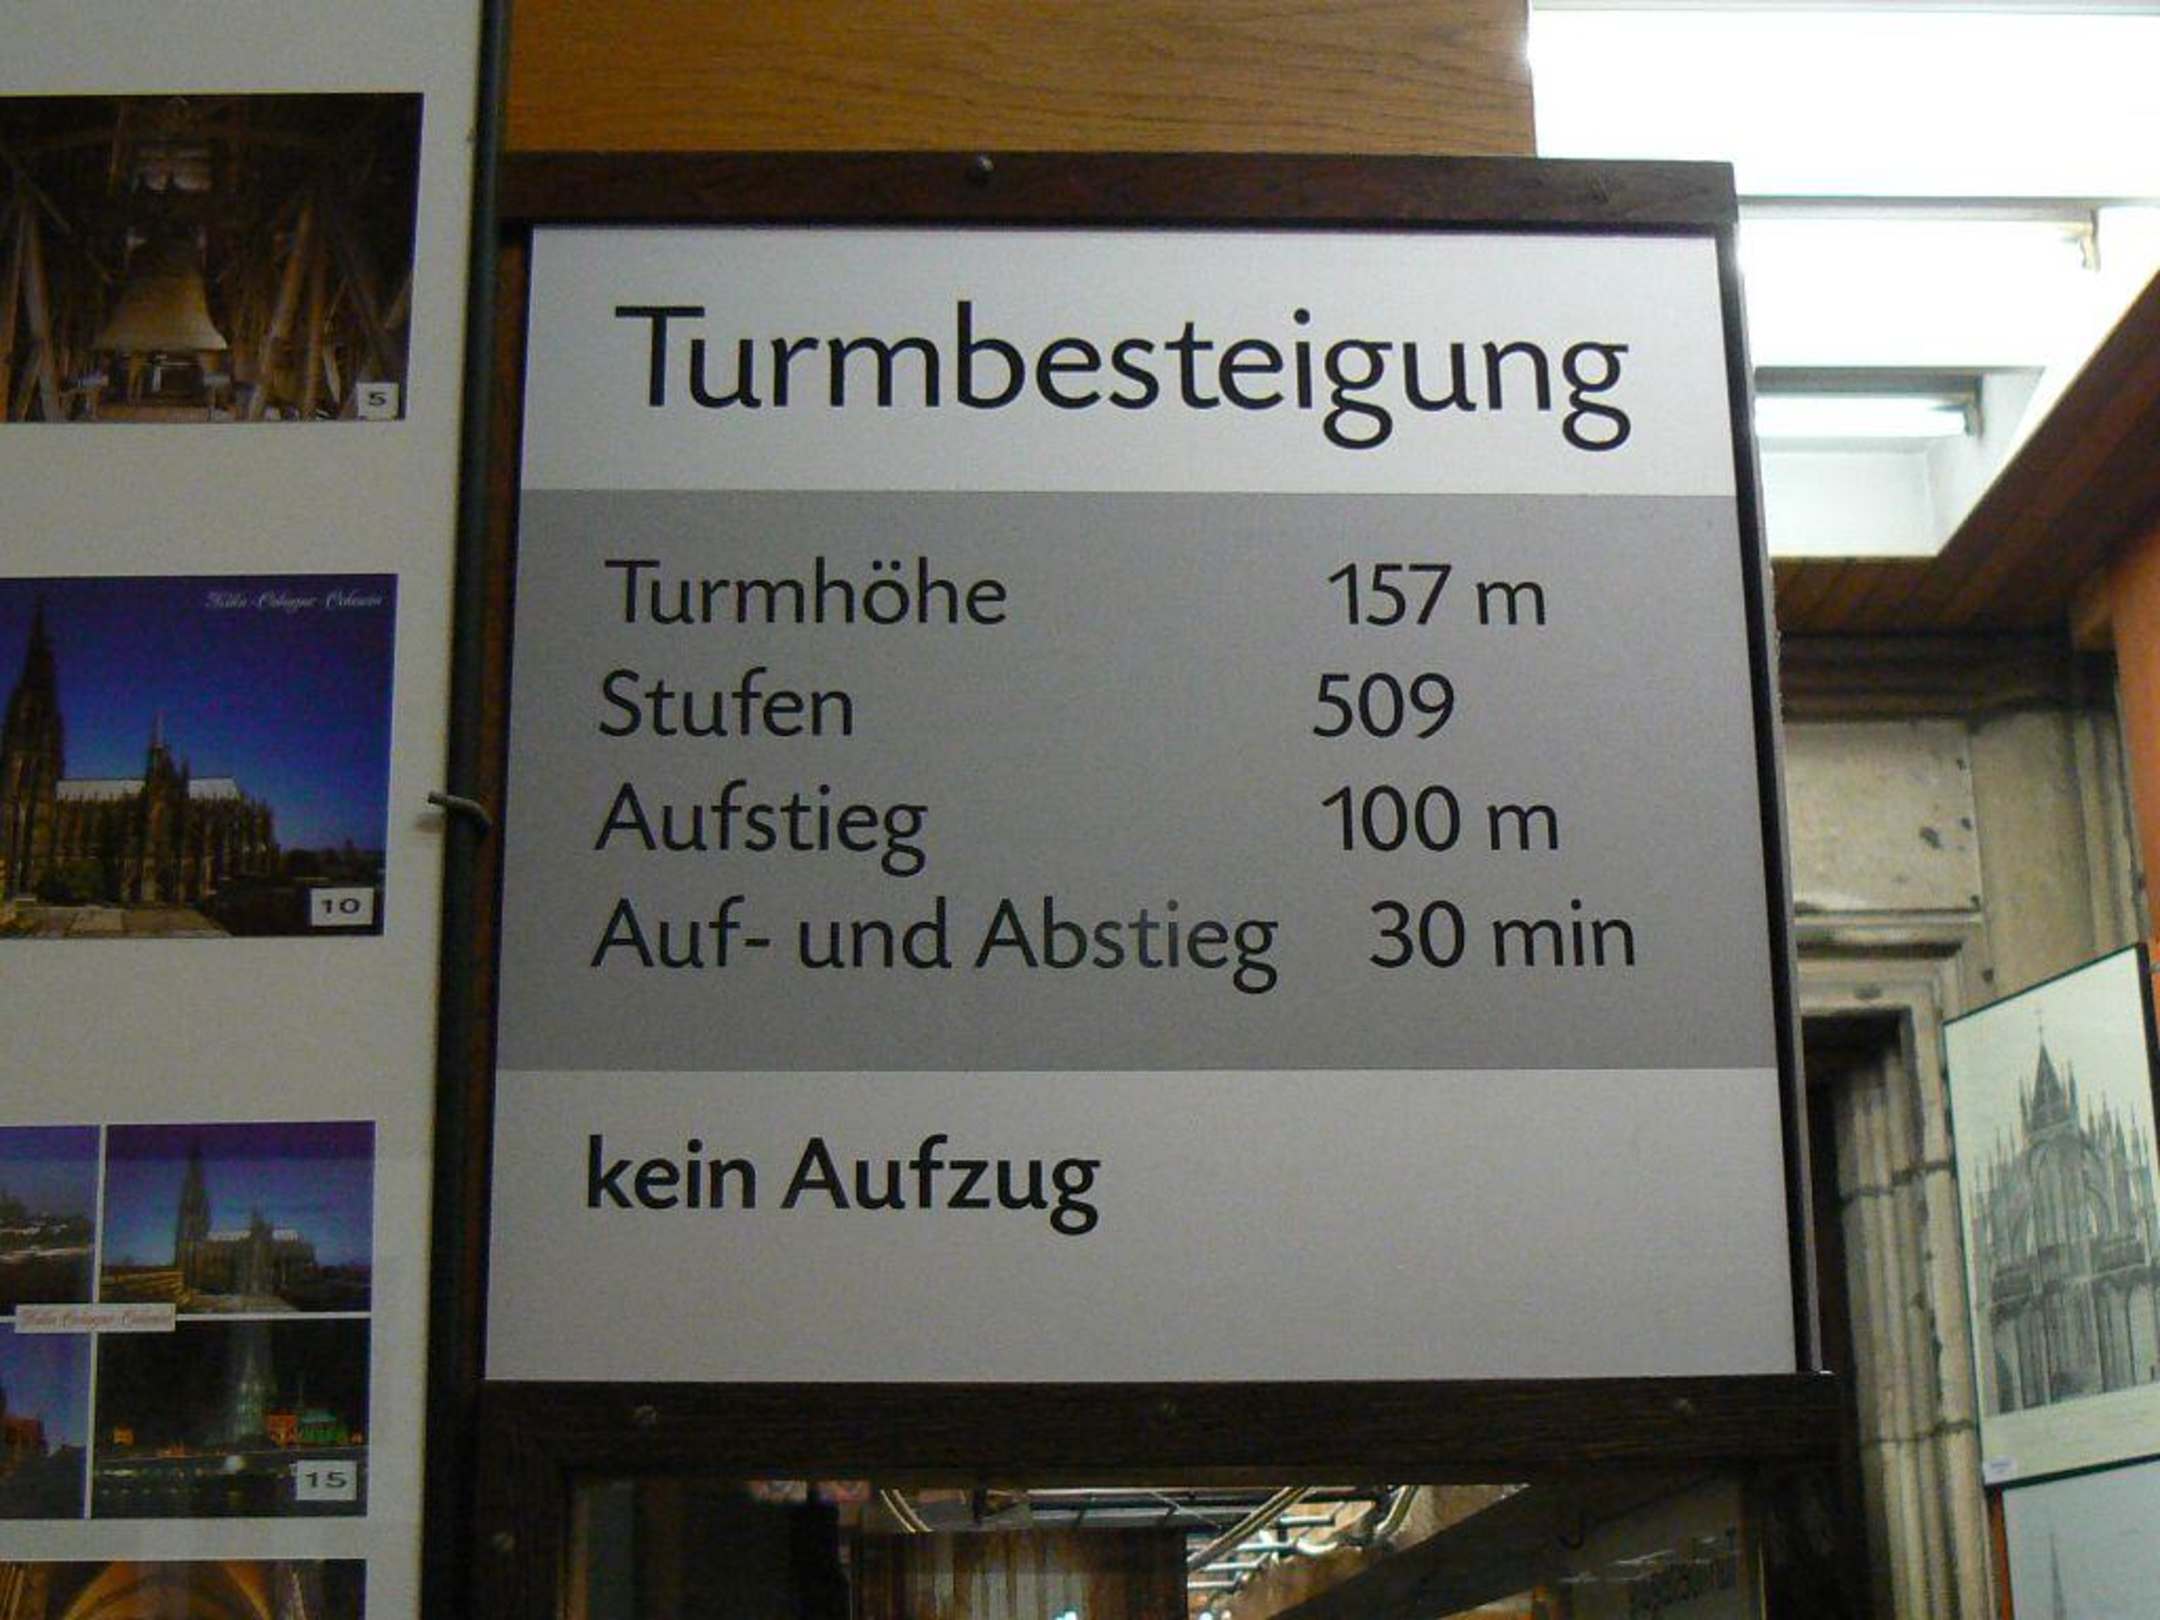 Turmbesteigung
Turmhöhe 157 m
Stufen 509
Aufstieg 100 m
Auf- und Abstieg 30 min
kein Aufzug
5
10
15